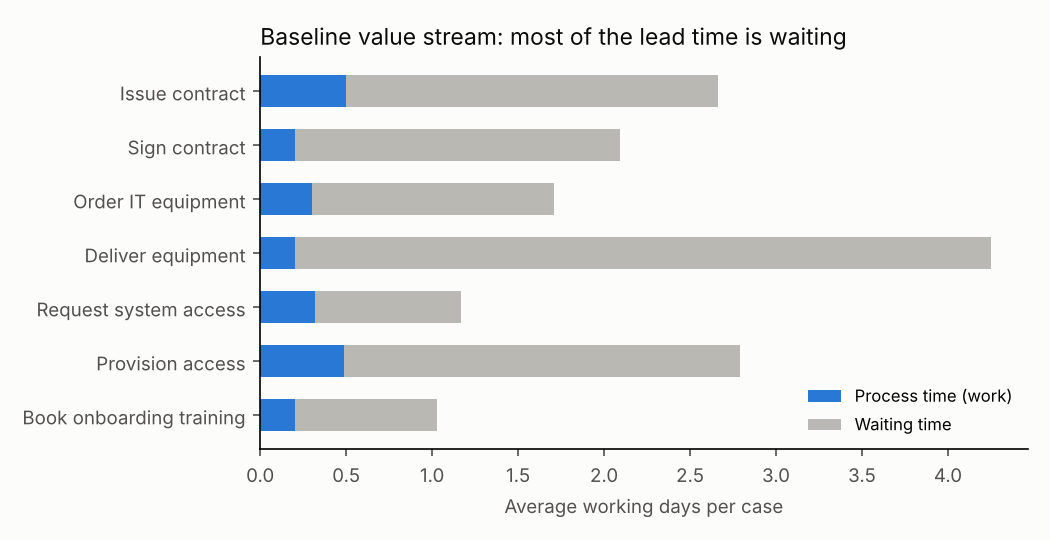 Baseline value stream: most of the lead time is waiting
Issue contract
Sign contract
Order IT equipment
Deliver equipment
Request system access
Provision access
Book onboarding training
Process time (work)
Waiting time
0.0 0.5 1.0 1.5 2.0 2.5 3.0 3.5 4.0
Average working days per case